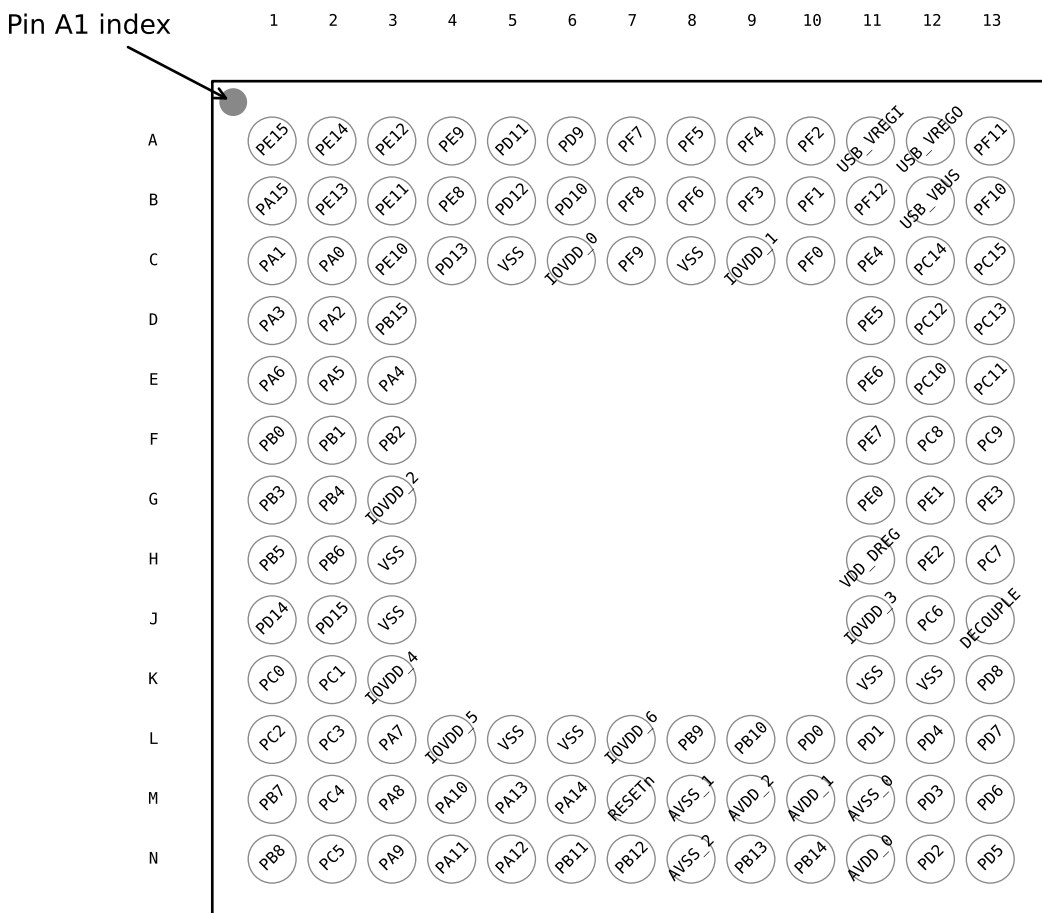 Pin A1 index
1 2 3 4 5 6 7 8 9 10 11 12 13
A PE15 PE14 PE12 PE9 PD11 PD9 PF7 PF5 PF4 PF2 USB_VREGI USB_VREGO PF11
B PA15 PE13 PE11 PE8 PD12 PD10 PF8 PF6 PF3 PF1 PF12 USB_VBUS PF10
C PA1 PA0 PE10 PD13 VSS IOVDD_0 PF9 VSS IOVDD_1 PF0 PE4 PC14 PC15
D PA3 PA2 PB15 PE5 PC12 PC13
E PA6 PA5 PA4 PE6 PC10 PC11
F PB0 PB1 PB2 PE7 PC8 PC9
G PB3 PB4 IOVDD_2 PE0 PE1 PE3
H PB5 PB6 VSS VDD_DREG PE2 PC7
J PD14 PD15 VSS IOVDD_3 PC6 DECOUPLE
K PC0 PC1 IOVDD_4 VSS VSS PD8
L PC2 PC3 PA7 IOVDD_5 VSS VSS IOVDD_6 PB9 PB10 PD0 PD1 PD4 PD7
M PB7 PC4 PA8 PA10 PA13 PA14 RESETn AVSS_1 AVDD_2 AVDD_1 AVSS_0 PD3 PD6
N PB8 PC5 PA9 PA11 PA12 PB11 PB12 AVSS_2 PB13 PB14 AVDD_0 PD2 PD5